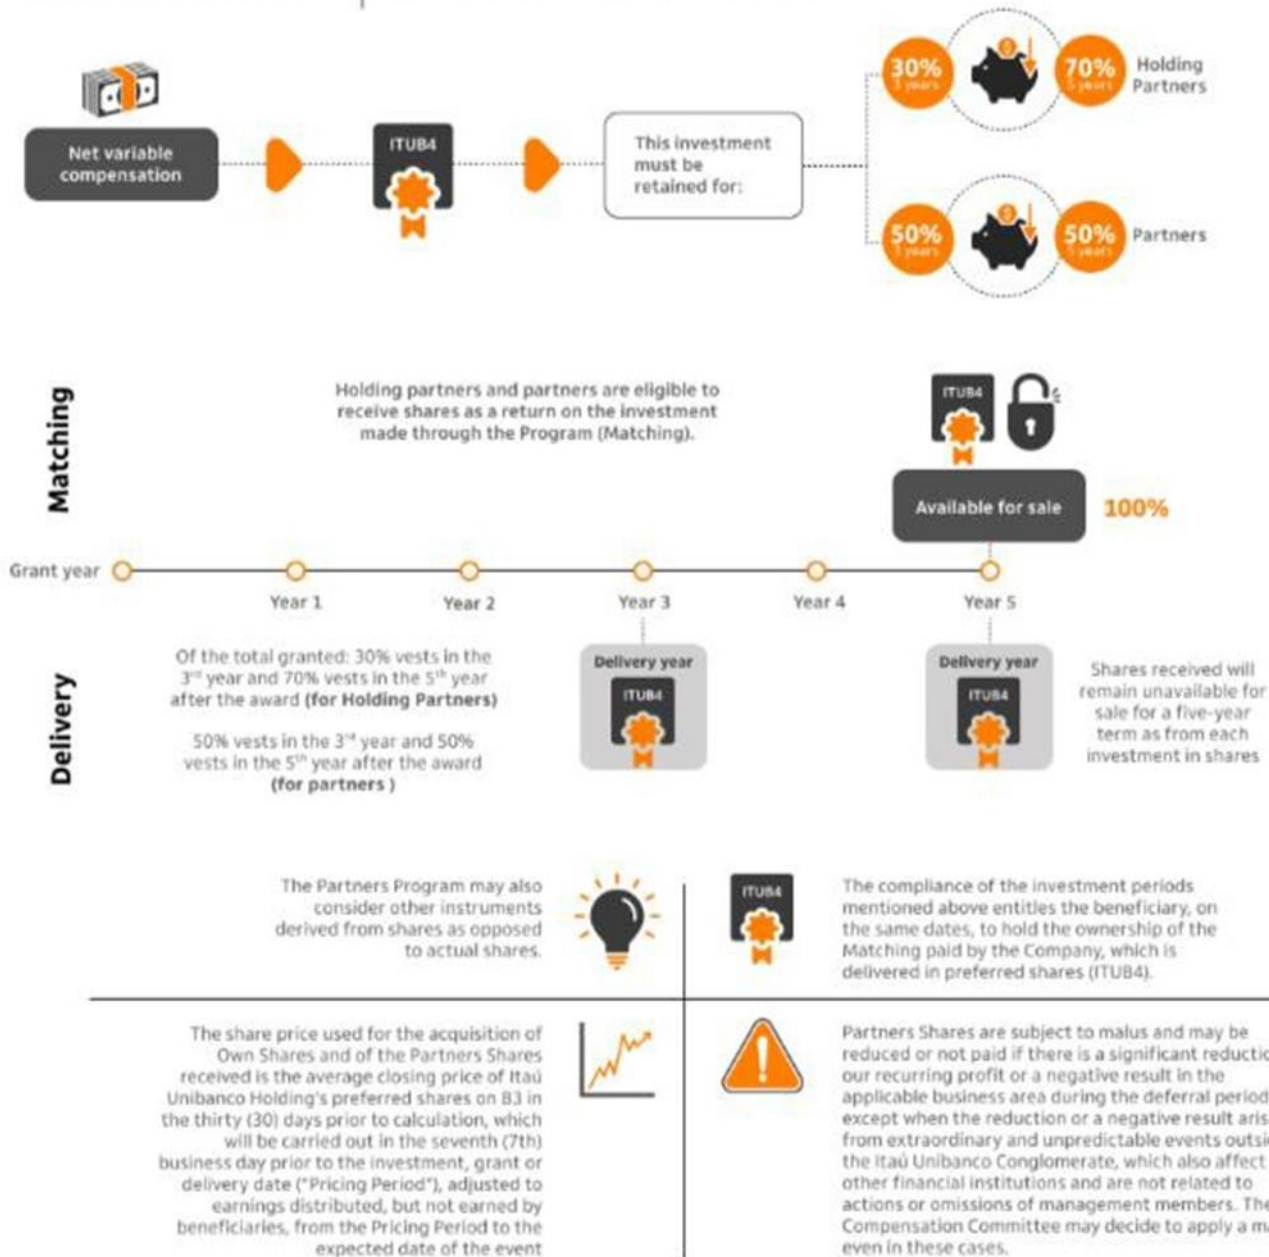 30%
3 years
70%
5 years
Holding
Partners
Net variable
compensation
ITUB4
This investment
must be
retained for:
50%
3 years
50%
5 years
Partners
Matching
Holding partners and partners are eligible to
receive shares as a return on the investment
made through the Program (Matching).
ITUB4
Available for sale
100%
Grant year
Year 1
Year 2
Year 3
Year 4
Year 5
Delivery
Of the total granted: 30% vests in the
3rd year and 70% vests in the 5th year
after the award (for Holding Partners)
50% vests in the 3rd year and 50%
vests in the 5th year after the award
(for partners )
Delivery year
ITUB4
Delivery year
ITUB4
Shares received will
remain unavailable for
sale for a five-year
term as from each
investment in shares
The Partners Program may also
consider other instruments
derived from shares as opposed
to actual shares.
ITUB4
The compliance of the investment periods
mentioned above entitles the beneficiary, on
the same dates, to hold the ownership of the
Matching paid by the Company, which is
delivered in preferred shares (ITUB4).
The share price used for the acquisition of
Own Shares and of the Partners Shares
received is the average closing price of Itaú
Unibanco Holding's preferred shares on B3 in
the thirty (30) days prior to calculation, which
will be carried out in the seventh (7th)
business day prior to the investment, grant or
delivery date ("Pricing Period"), adjusted to
earnings distributed, but not earned by
beneficiaries, from the Pricing Period to the
expected date of the event
Partners Shares are subject to malus and may be
reduced or not paid if there is a significant reductio
our recurring profit or a negative result in the
applicable business area during the deferral period
except when the reduction or a negative result aris
from extraordinary and unpredictable events outsi
the Itaú Unibanco Conglomerate, which also affect
other financial institutions and are not related to
actions or omissions of management members. The
Compensation Committee may decide to apply a m
even in these cases.